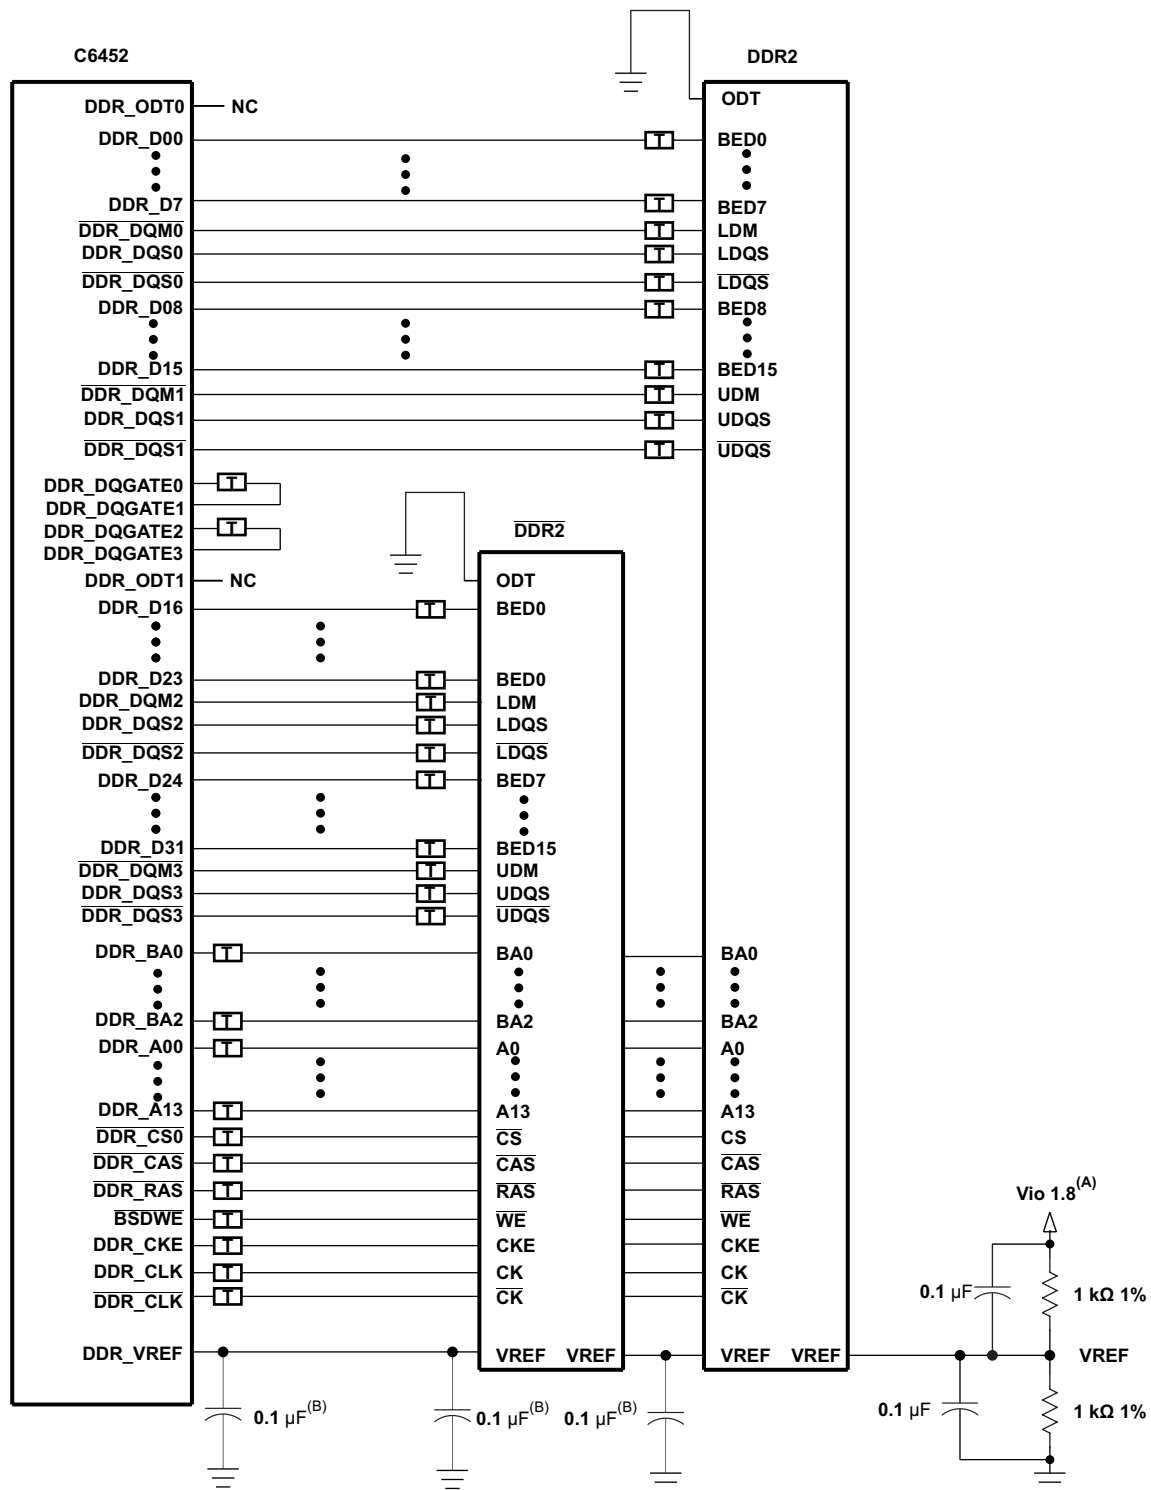 C6452
DDR2
DDR_ODT0 NC ODT
DDR_D00 T BED0
DDR_D7 T BED7
DDR_DQM0 T LDM
DDR_DQS0 T LDQS
DDR_DQS0 T LDQS
DDR_D08 T BED8
DDR_D15 T BED15
DDR_DQM1 T UDM
DDR_DQS1 T UDQS
DDR_DQS1 T UDQS
DDR_DQGATE0 T
DDR_DQGATE1
DDR_DQGATE2 T
DDR_DQGATE3
DDR2
DDR_ODT1 NC ODT
DDR_D16 T BED0
DDR_D23 T BED0
DDR_DQM2 T LDM
DDR_DQS2 T LDQS
DDR_DQS2 T LDQS
DDR_D24 T BED7
DDR_D31 T BED15
DDR_DQM3 T UDM
DDR_DQS3 T UDQS
DDR_DQS3 T UDQS
DDR_BA0 T BA0 BA0
DDR_BA2 T BA2 BA2
DDR_A00 T A0 A0
DDR_A13 T A13 A13
DDR_CS0 T CS CS
DDR_CAS T CAS CAS
DDR_RAS T RAS RAS
BSDWE T WE WE
DDR_CKE T CKE CKE
DDR_CLK T CK CK
DDR_CLK T CK CK
DDR_VREF VREF VREF VREF VREF VREF
Vio 1.8(A)
0.1 µF 1 kΩ 1%
0.1 µF(B) 0.1 µF(B) 0.1 µF(B) 0.1 µF 1 kΩ 1%